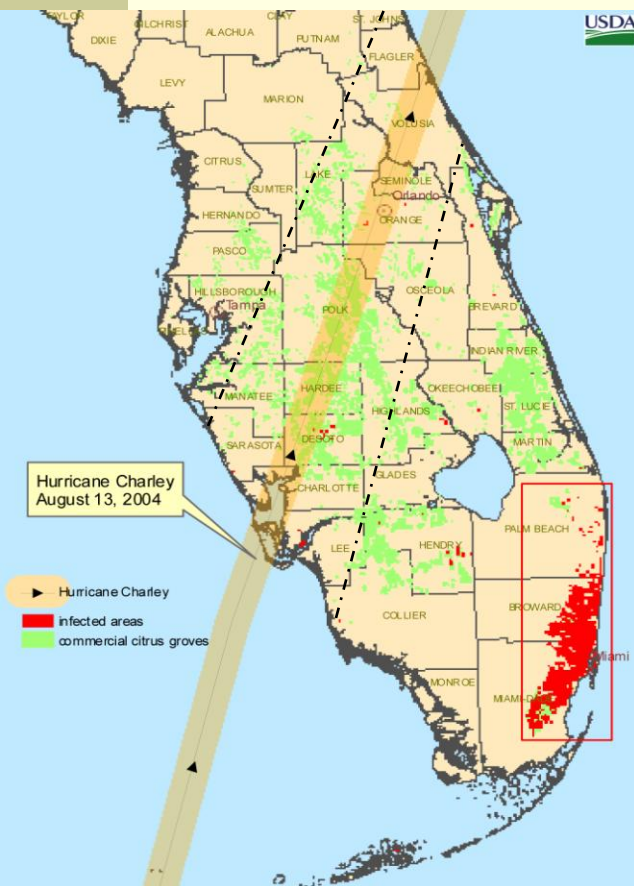 TAYLOR
GILCHRIST
CLAY
ST. JOHNS
USDA
DIXIE
ALACHUA
PUTNAM
FLAGLER
LEVY
MARION
VOLUSIA
CITRUS
LAKE
SUMTER
SEMINOLE
Orlando
HERNANDO
ORANGE
PASCO
HILLSBOROUGH
OSCEOLA
Tampa
POLK
BREVARD
INDIAN RIVER
MANATEE
HARDEE
OKEECHOBEE
HIGHLANDS
ST. LUCIE
SARASOTA
DESOTO
MARTIN
Hurricane Charley
August 13, 2004
CHARLOTTE
GLADES
PALM BEACH
LEE
HENDRY
Hurricane Charley
BROWARD
infected areas
COLLIER
commercial citrus groves
Miami
MONROE